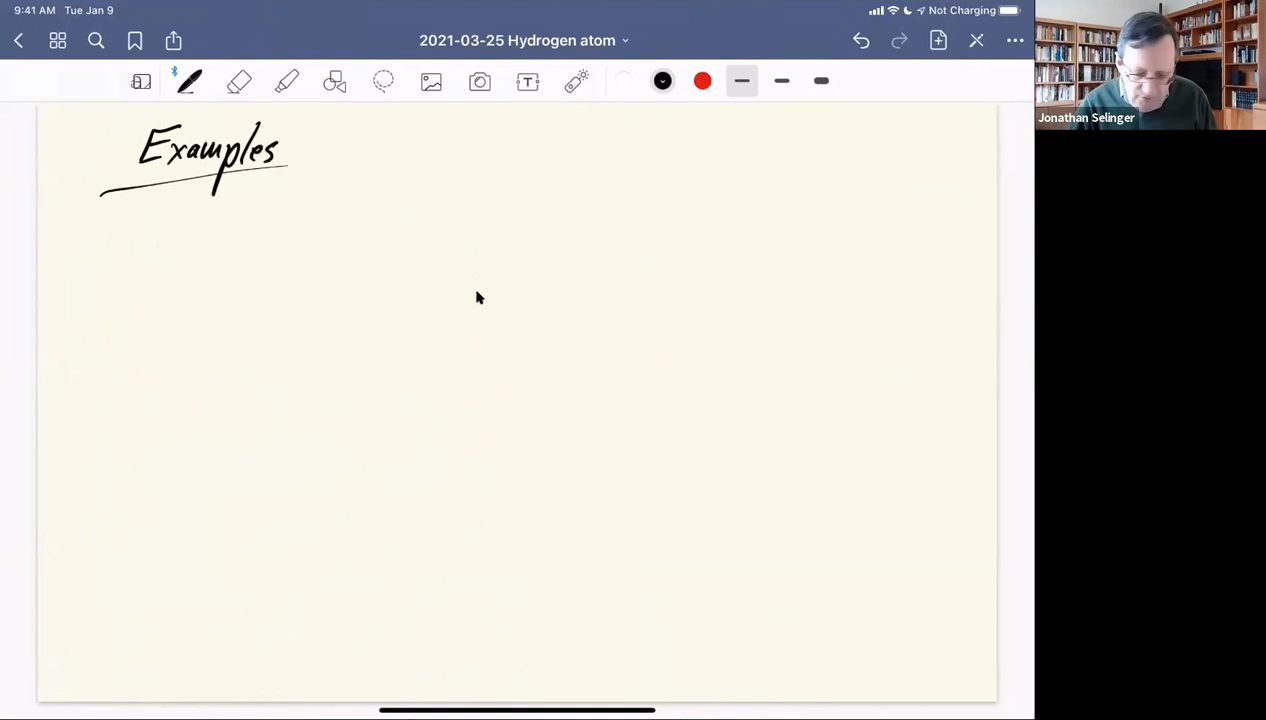 9:41 AM Tue Jan 9
Not Charging
2021-03-25 Hydrogen atom
T
Jonathan Selinger
Examples